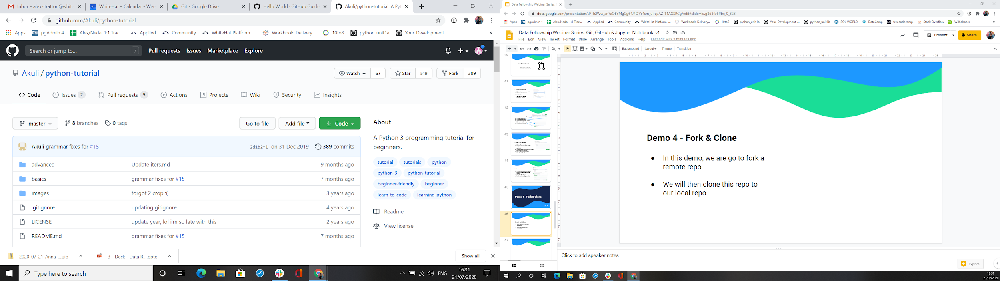 Inbox - alex.stratton@white
WhiteHat – Calendar - Wee
Git - Google Drive
Hello World · GitHub Guide
Akuli/python-tutorial: A Py
github.com/Akuli/python-tutorial
Apps
pgAdmin 4
Alex/Neda: 1:1 Trac...
Applied
Community
WhiteHat Platform |...
Workbook: Delivery...
10to8
python_unit1a
Your-Development-...
»
Search or jump to...
/
Pull requests
Issues
Marketplace
Explore
Akuli / python-tutorial
Watch
67
Star
519
Fork
309
Code
Issues 2
Pull requests 5
Actions
Projects
Wiki
Security
Insights
master
8 branches
0 tags
Go to file
Add file
Code
Akuli grammar fixes for #15
2d1b2f1 on 31 Dec 2019
389 commits
advanced
Update iters.md
9 months ago
basics
grammar fixes for #15
7 months ago
images
forgot 2 crop :(
3 years ago
.gitignore
updating gitignore
4 years ago
LICENSE
update year, lol i'm so late with this
2 years ago
README.md
grammar fixes for #15
7 months ago
About
A Python 3 programming tutorial for
beginners.
tutorial
tutorials
python
python-3
python-tutorial
beginner-friendly
beginner
learn-to-code
learning-python
Readme
View license
2020_07_21-Anna_....zip
3 - Deck - Data R....pptx
Show all
Type here to search
ENG
16:31
21/07/2020
Data Fellowship Webinar Series:
docs.google.com/presentation/d/1h2Ww_zn7xOEYMgCg64J4O7Y4sm_uircpAZ-T1AGSRCg/edit#slide=id.g8d8fb6ffbc_0_828
Apps
pgAdmin 4
Alex/Neda: 1:1 Trac...
Applied
Community
WhiteHat Platform |...
Workbook: Delivery...
10to8
python_unit1a
Your-Development-...
python_unit1b
SQL WORLD
DataCamp
freecodecamp
Stack Overflow
W3Schools
»
Data Fellowship Webinar Series: Git, GitHub & Jupyter Notebook_v1
File
Edit
View
Insert
Format
Slide
Arrange
Tools
Add-ons
Help
Last edit was 3 minutes ago
Present
Share
Background
Layout
Theme
Transition
40
41
42
43
44
45
Demo 4 - Fork & Clone
46
47
Demo 4 - Fork & Clone
● In this demo, we are go to fork a
remote repo
● We will then clone this repo to
our local repo
Click to add speaker notes
Explore
16:31
21/07/2020